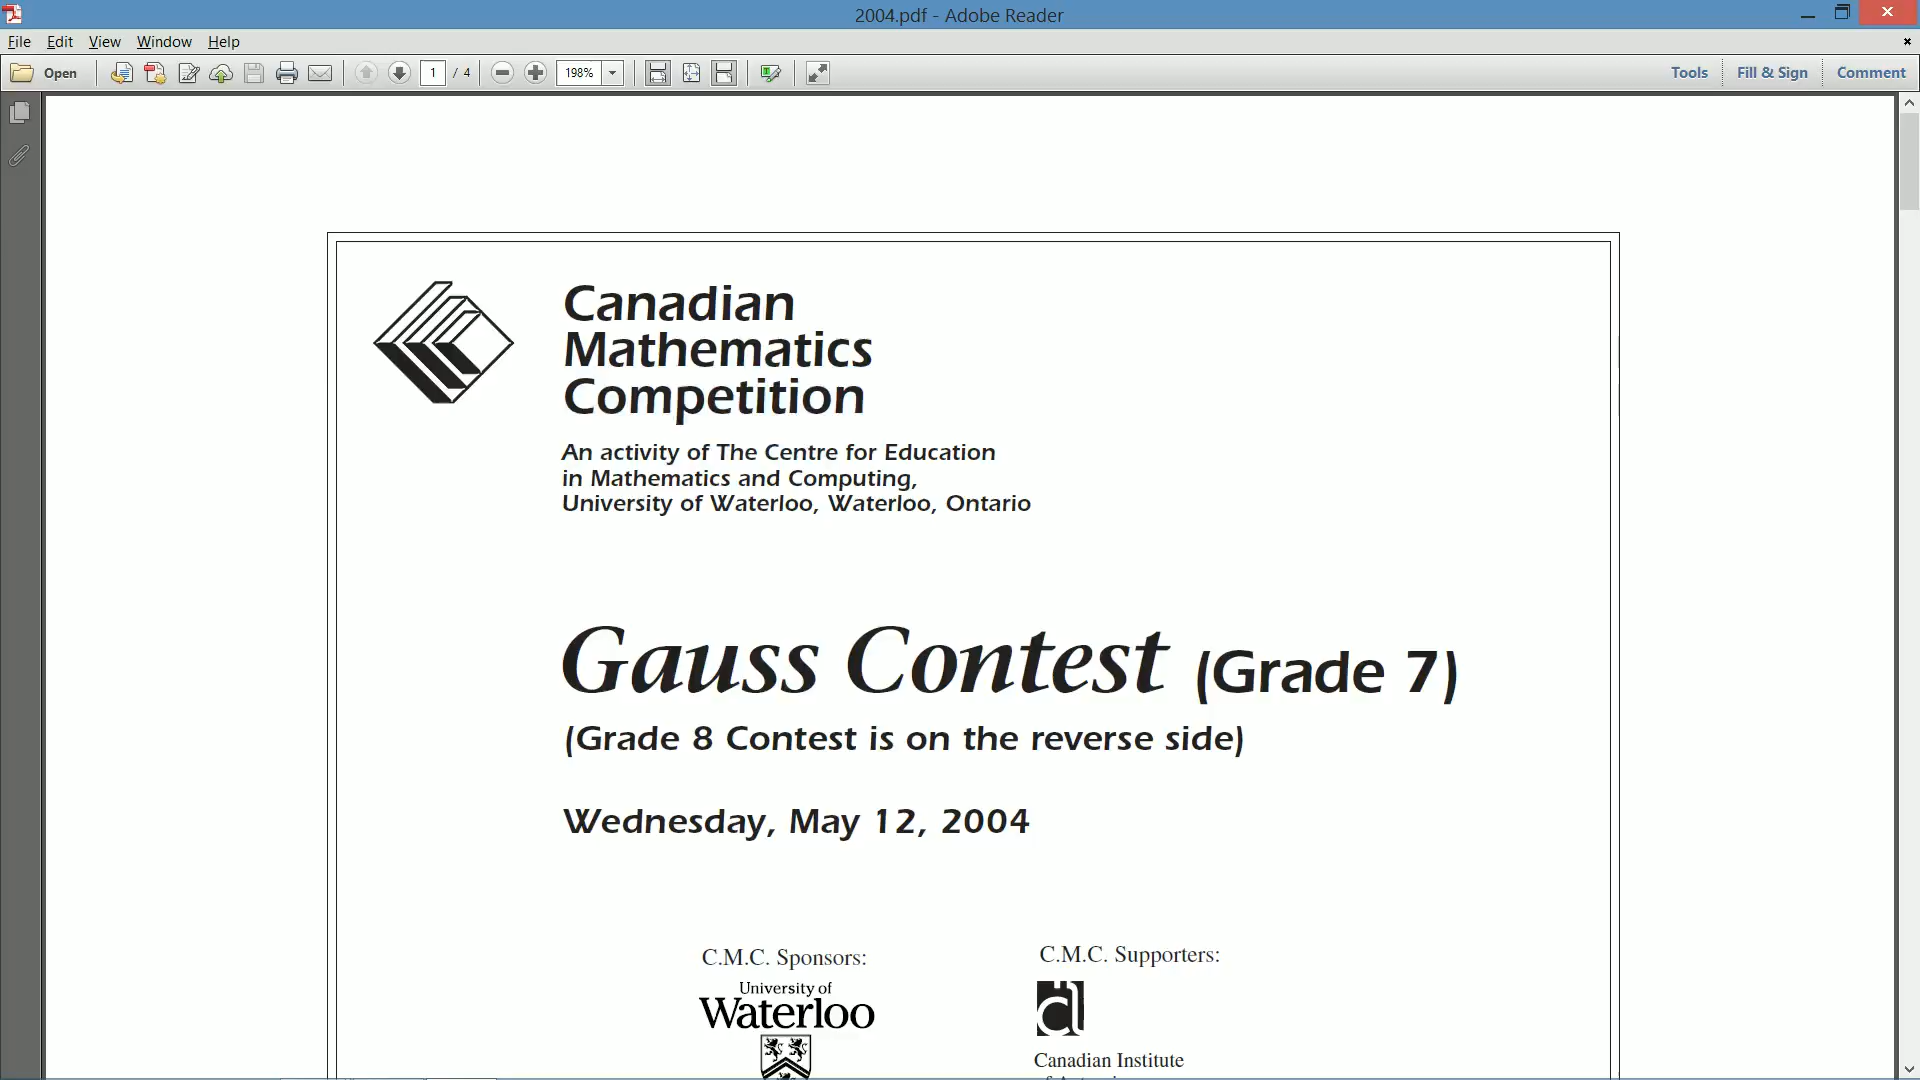 2004.pdf - Adobe Reader
File Edit View Window Help
Open 1 / 4 198% Tools Fill & Sign Comment
Canadian
Mathematics
Competition
An activity of The Centre for Education
in Mathematics and Computing,
University of Waterloo, Waterloo, Ontario
Gauss Contest (Grade 7)
(Grade 8 Contest is on the reverse side)
Wednesday, May 12, 2004
C.M.C. Sponsors:
University of
Waterloo
C.M.C. Supporters:
Canadian Institute